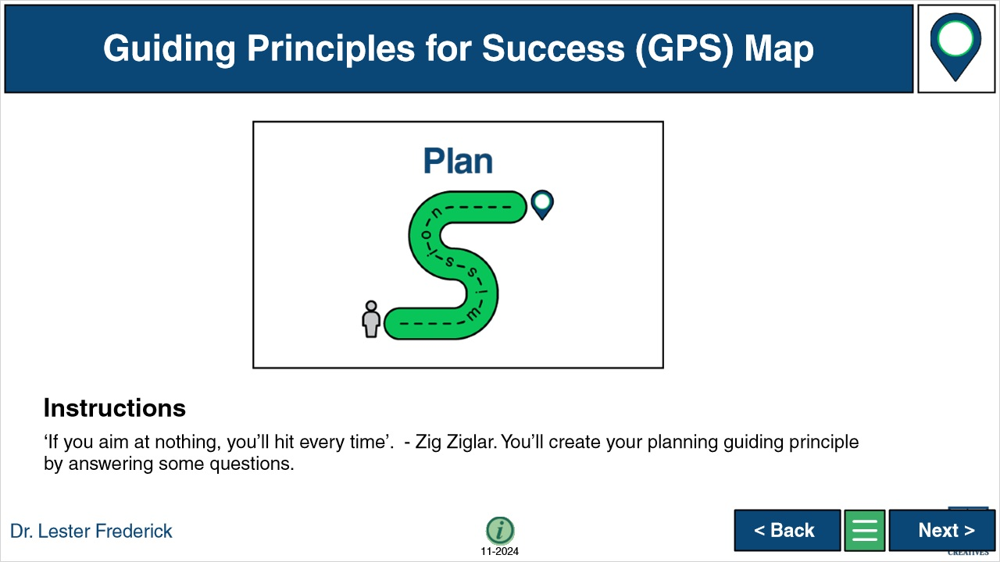 Guiding Principles for Success (GPS) Map
Plan
mission
Instructions
‘If you aim at nothing, you’ll hit every time’.  - Zig Ziglar. You’ll create your planning guiding principle
by answering some questions.
Dr. Lester Frederick
i
11-2024
< Back
Next >
CREATIVES